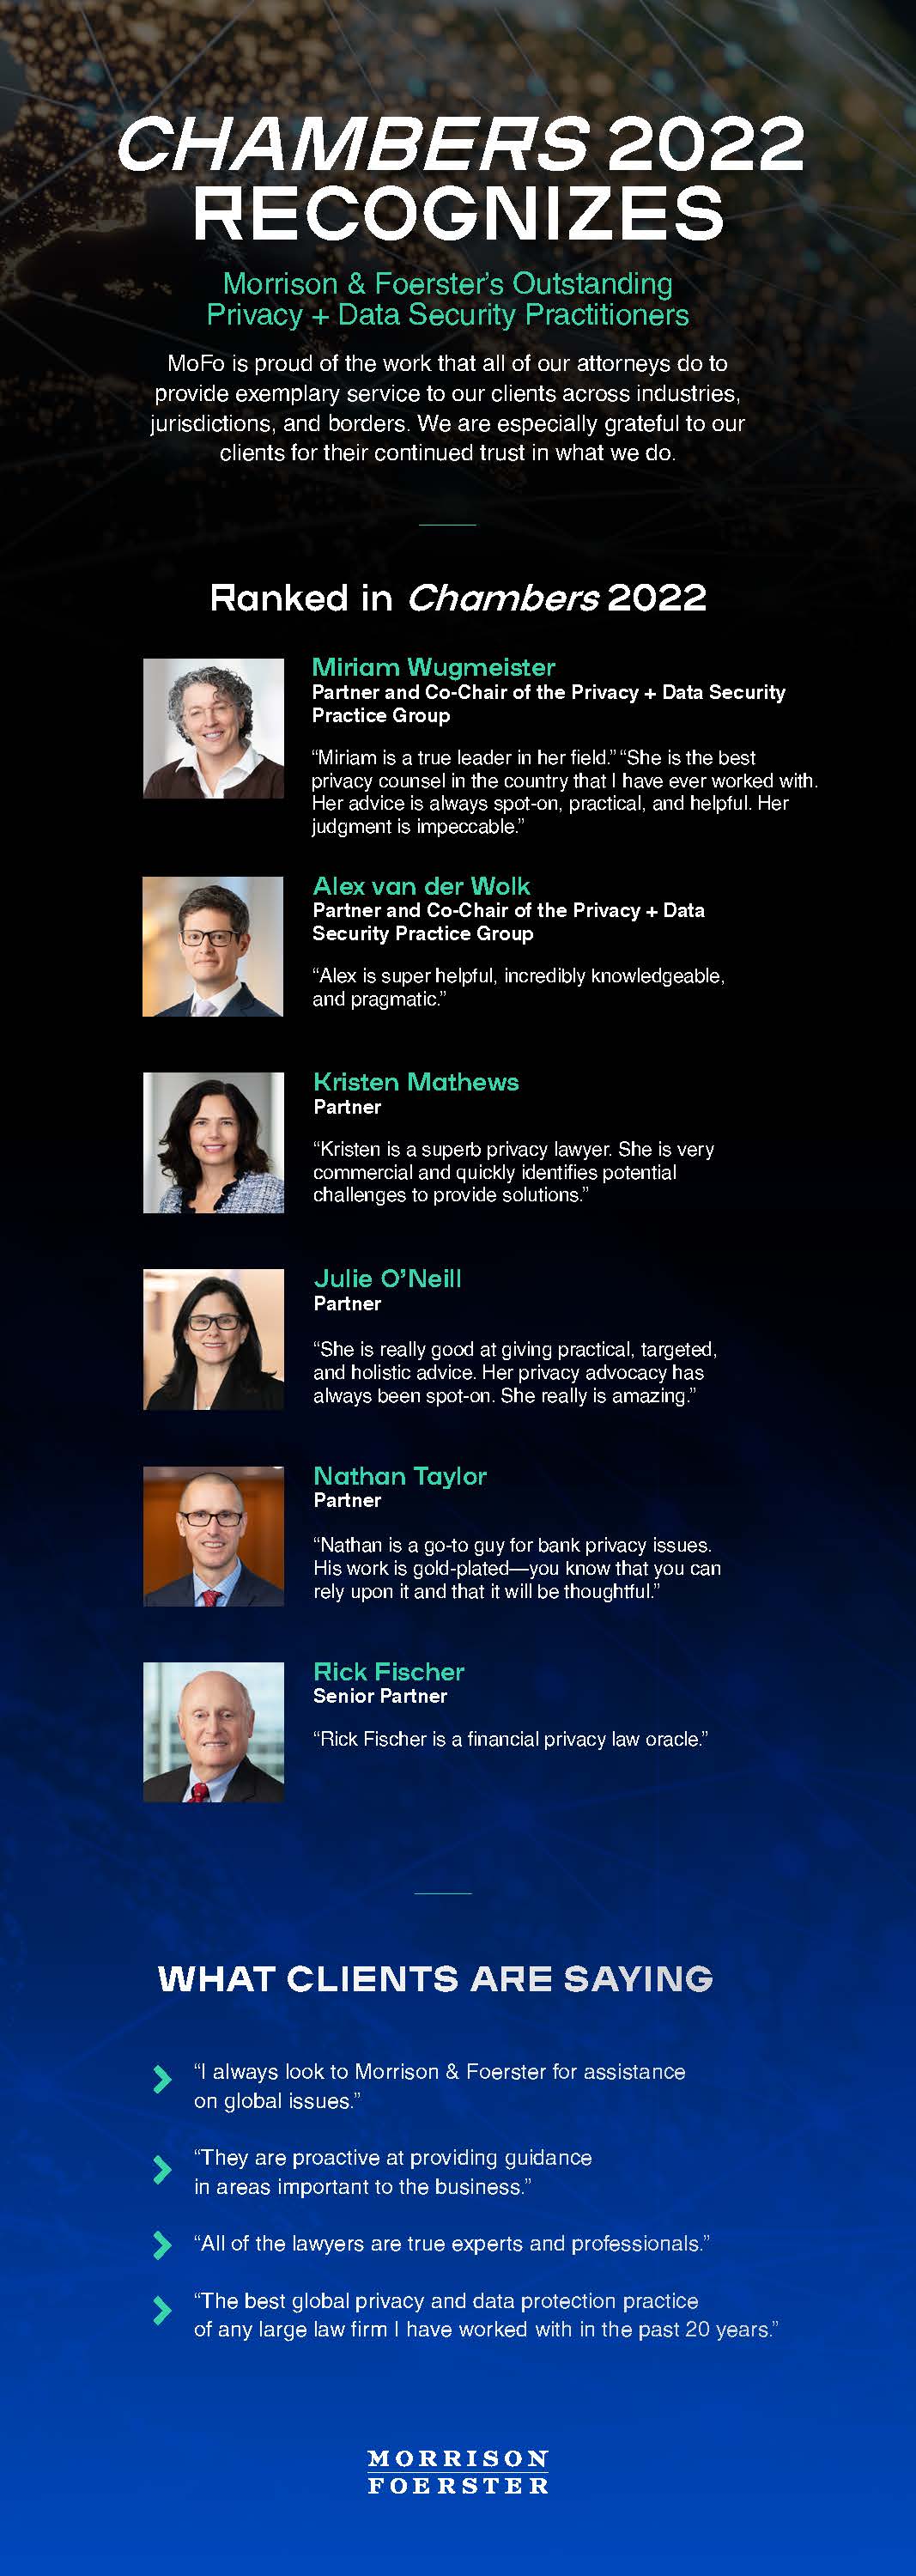 CHAMBERS 2022
RECOGNIZES
Morrison & Foerster’s Outstanding
Privacy + Data Security Practitioners
MoFo is proud of the work that all of our attorneys do to
provide exemplary service to our clients across industries,
jurisdictions, and borders. We are especially grateful to our
clients for their continued trust in what we do.
Ranked in Chambers 2022
Miriam Wugmeister
Partner and Co-Chair of the Privacy + Data Security
Practice Group
“Miriam is a true leader in her field.” “She is the best
privacy counsel in the country that I have ever worked with.
Her advice is always spot-on, practical, and helpful. Her
judgment is impeccable.”
Alex van der Wolk
Partner and Co-Chair of the Privacy + Data
Security Practice Group
“Alex is super helpful, incredibly knowledgeable,
and pragmatic.”
Kristen Mathews
Partner
“Kristen is a superb privacy lawyer. She is very
commercial and quickly identifies potential
challenges to provide solutions.”
Julie O’Neill
Partner
“She is really good at giving practical, targeted,
and holistic advice. Her privacy advocacy has
always been spot-on. She really is amazing.”
Nathan Taylor
Partner
“Nathan is a go-to guy for bank privacy issues.
His work is gold-plated—you know that you can
rely upon it and that it will be thoughtful.”
Rick Fischer
Senior Partner
“Rick Fischer is a financial privacy law oracle.”
WHAT CLIENTS ARE SAYING
“I always look to Morrison & Foerster for assistance
on global issues.”
“They are proactive at providing guidance
in areas important to the business.”
“All of the lawyers are true experts and professionals.”
“The best global privacy and data protection practice
of any large law firm I have worked with in the past 20 years.”
MORRISON
FOERSTER